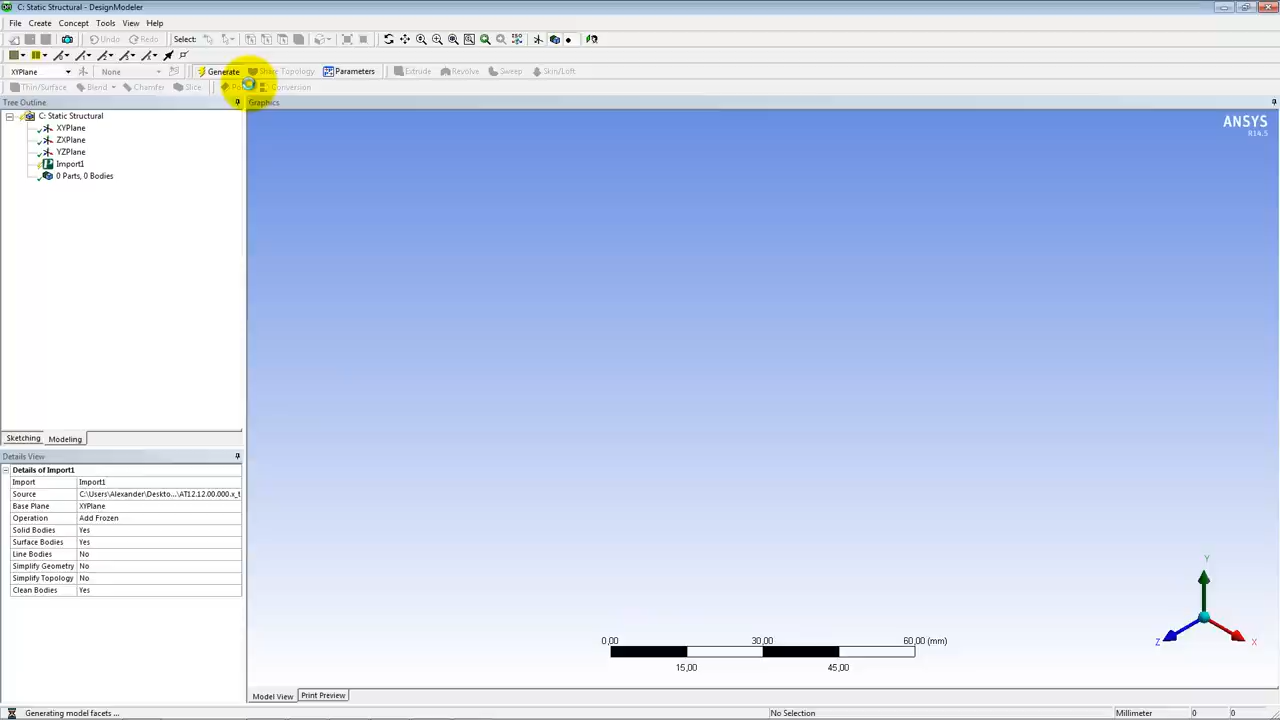 C: Static Structural - DesignModeler
File Create Concept Tools View Help
Undo Redo Select:
XYPlane None Generate Share Topology Parameters Extrude Revolve Sweep Skin/Loft
Thin/Surface Blend Chamfer Slice Conversion
Tree Outline
Graphics
C: Static Structural
XYPlane
ZXPlane
YZPlane
Import1
0 Parts, 0 Bodies
ANSYS
R14.5
Sketching Modeling
Details View
Details of Import1
Import Import1
Source C:\Users\Alexander\Deskto...\AT12.12.00.000.x_t
Base Plane XYPlane
Operation Add Frozen
Solid Bodies Yes
Surface Bodies Yes
Line Bodies No
Simplify Geometry No
Simplify Topology No
Clean Bodies Yes
0,00 30,00 60,00 (mm)
15,00 45,00
Y
Z
X
Model View Print Preview
Generating model facets ... No Selection Millimeter 0 0